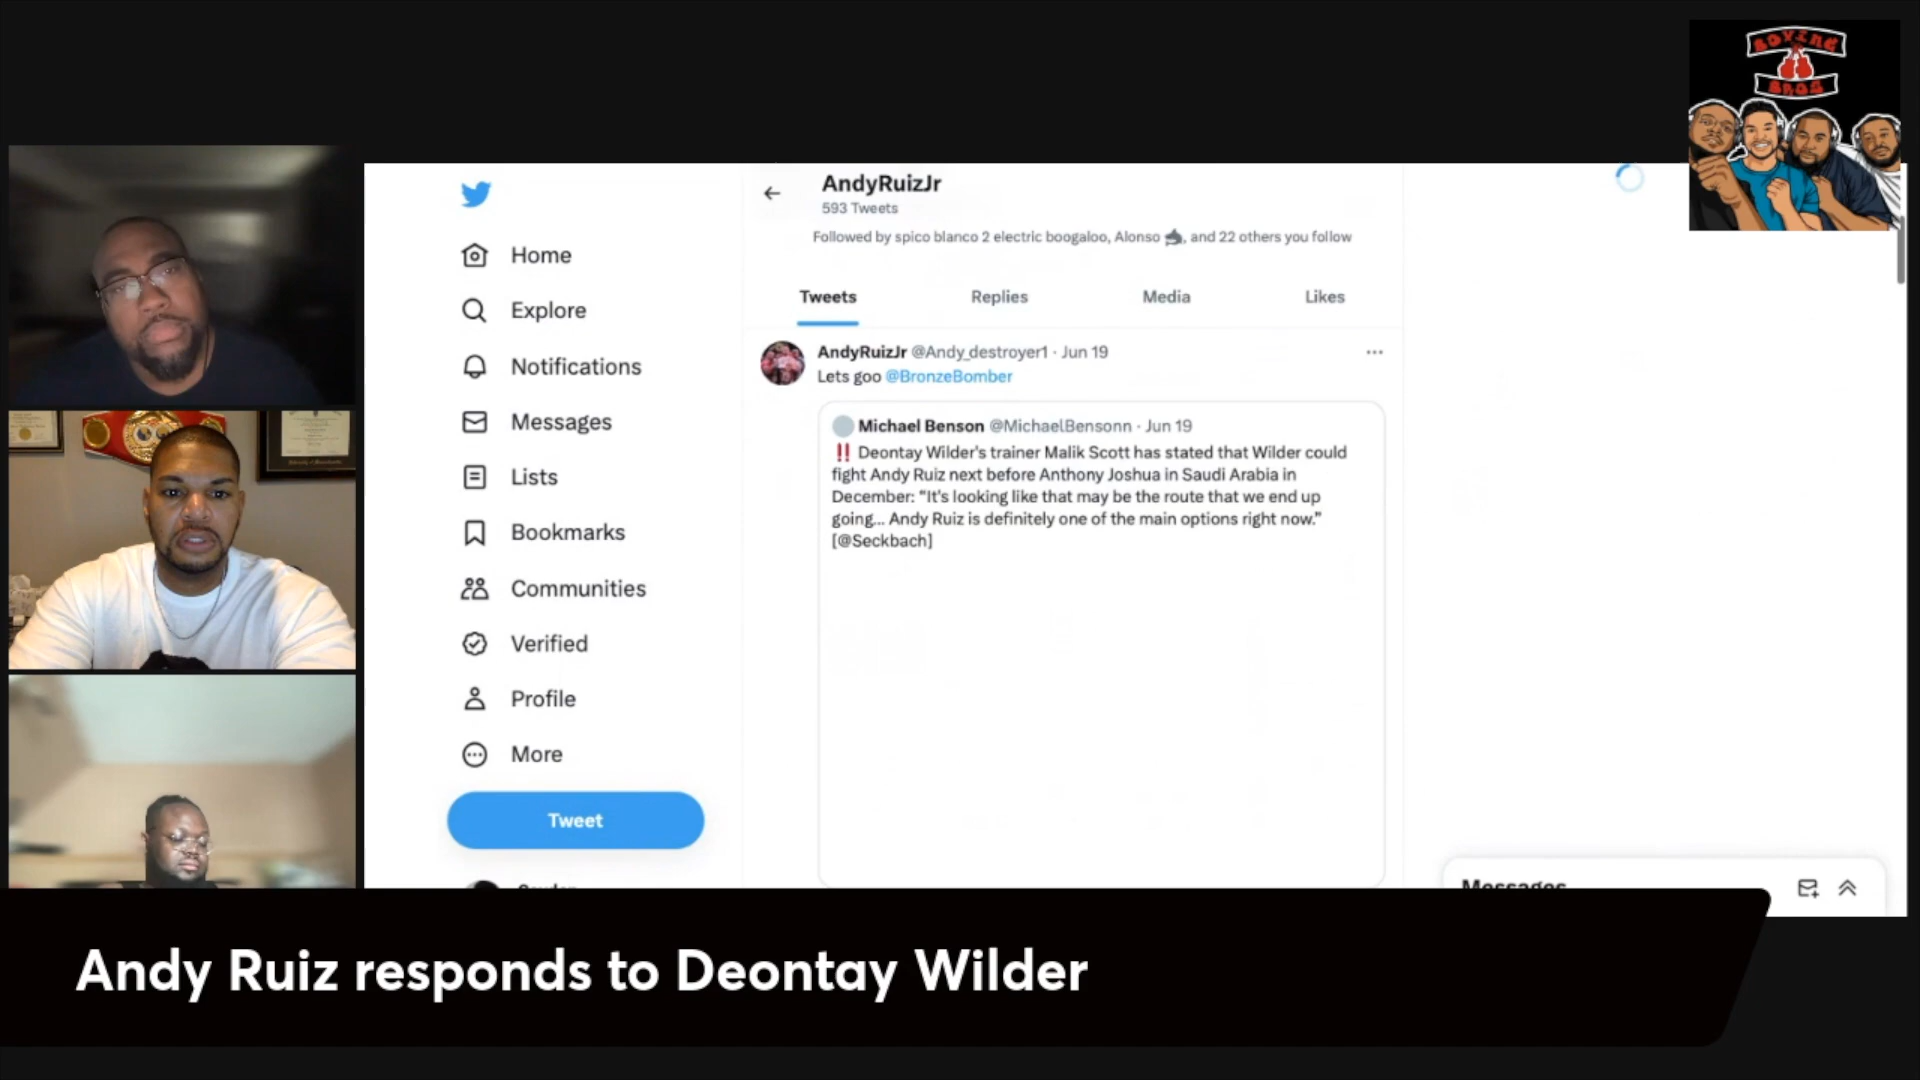 BOXING
BROS
AndyRuizJr
593 Tweets
Followed by spico blanco 2 electric boogaloo, Alonso 🦈, and 22 others you follow
Tweets
Replies
Media
Likes
Home
Explore
Notifications
Messages
Lists
Bookmarks
Communities
Verified
Profile
More
Tweet
AndyRuizJr @Andy_destroyer1 · Jun 19
Lets goo @BronzeBomber
Michael Benson @MichaelBensonn · Jun 19
‼️ Deontay Wilder's trainer Malik Scott has stated that Wilder could
fight Andy Ruiz next before Anthony Joshua in Saudi Arabia in
December: “It's looking like that may be the route that we end up
going... Andy Ruiz is definitely one of the main options right now.”
[@Seckbach]
Messages
Andy Ruiz responds to Deontay Wilder